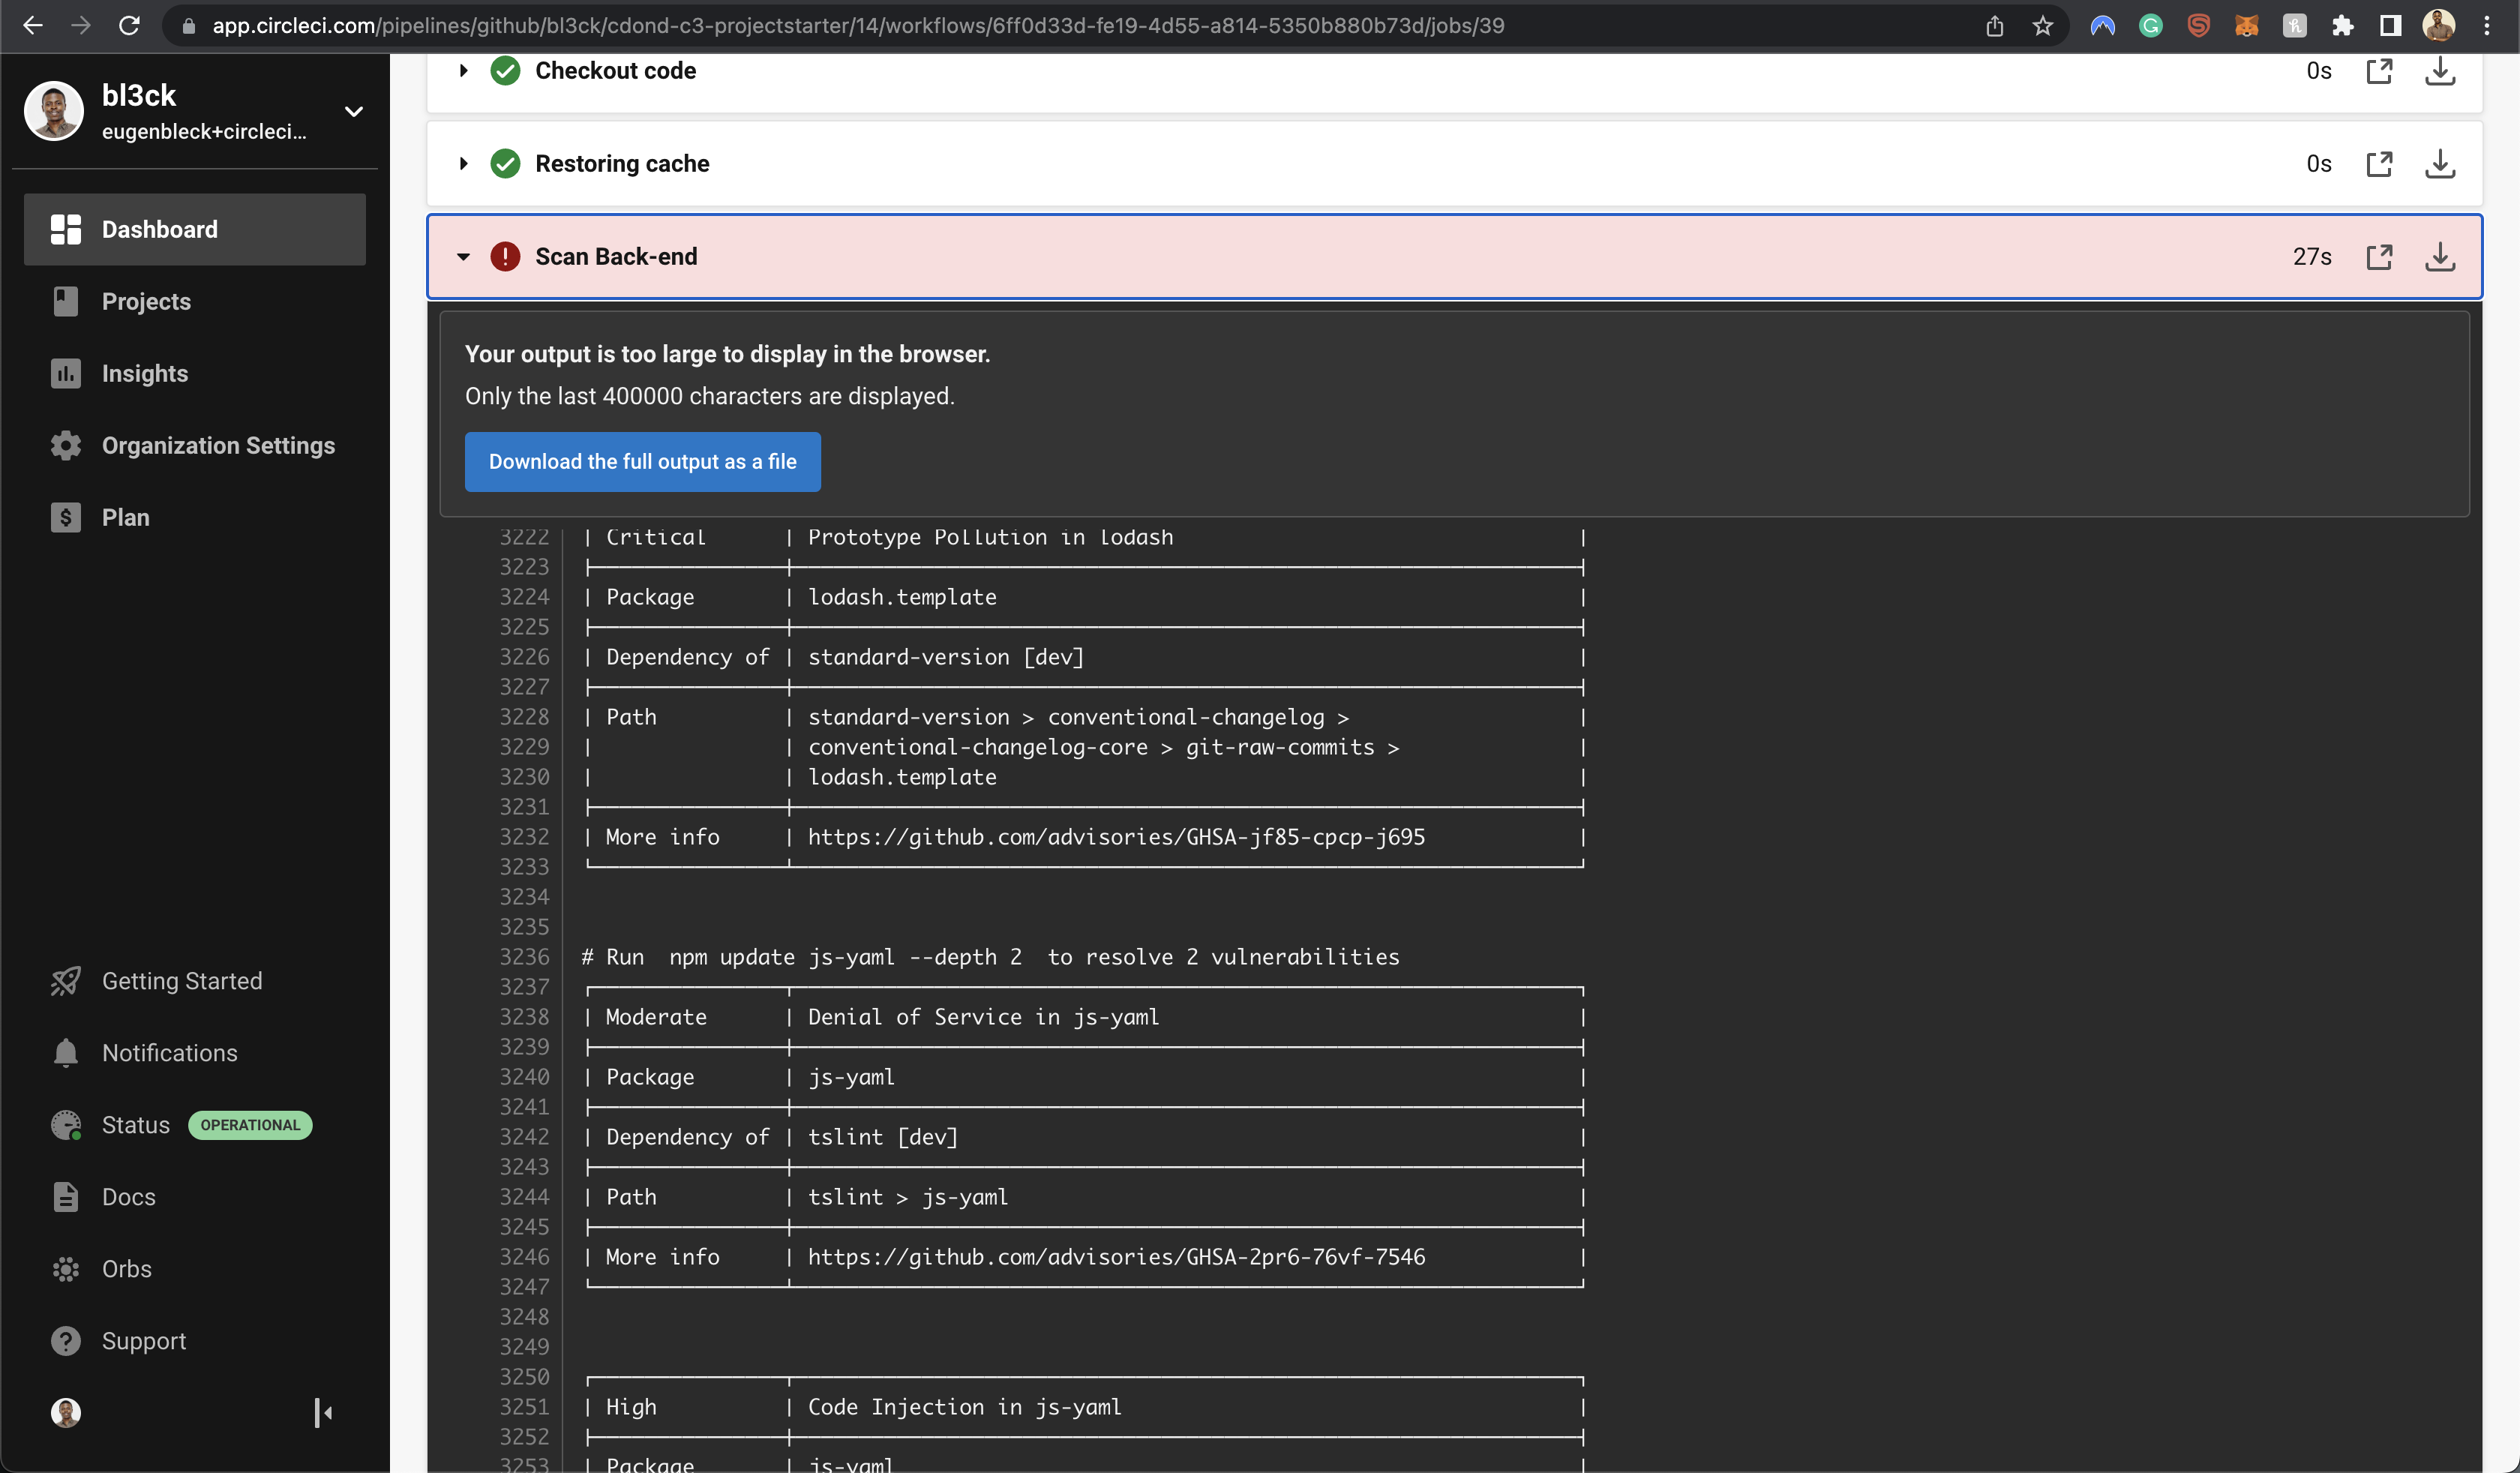 app.circleci.com/pipelines/github/bl3ck/cdond-c3-projectstarter/14/workflows/6ff0d33d-fe19-4d55-a814-5350b880b73d/jobs/39
bl3ck
eugenbleck+circleci...
Dashboard
Projects
Insights
Organization Settings
Plan
Getting Started
Notifications
Status OPERATIONAL
Docs
Orbs
Support
Checkout code 0s
Restoring cache 0s
Scan Back-end 27s
Your output is too large to display in the browser.
Only the last 400000 characters are displayed.
Download the full output as a file
3222 | Critical | Prototype Pollution in lodash |
3223
3224 | Package | lodash.template |
3225
3226 | Dependency of | standard-version [dev] |
3227
3228 | Path | standard-version > conventional-changelog > |
3229 | | conventional-changelog-core > git-raw-commits > |
3230 | | lodash.template |
3231
3232 | More info | https://github.com/advisories/GHSA-jf85-cpcp-j695 |
3233
3234
3235
3236 # Run npm update js-yaml --depth 2 to resolve 2 vulnerabilities
3237
3238 | Moderate | Denial of Service in js-yaml |
3239
3240 | Package | js-yaml |
3241
3242 | Dependency of | tslint [dev] |
3243
3244 | Path | tslint > js-yaml |
3245
3246 | More info | https://github.com/advisories/GHSA-2pr6-76vf-7546 |
3247
3248
3249
3250
3251 | High | Code Injection in js-yaml |
3252
3253 | Package | js-yaml |